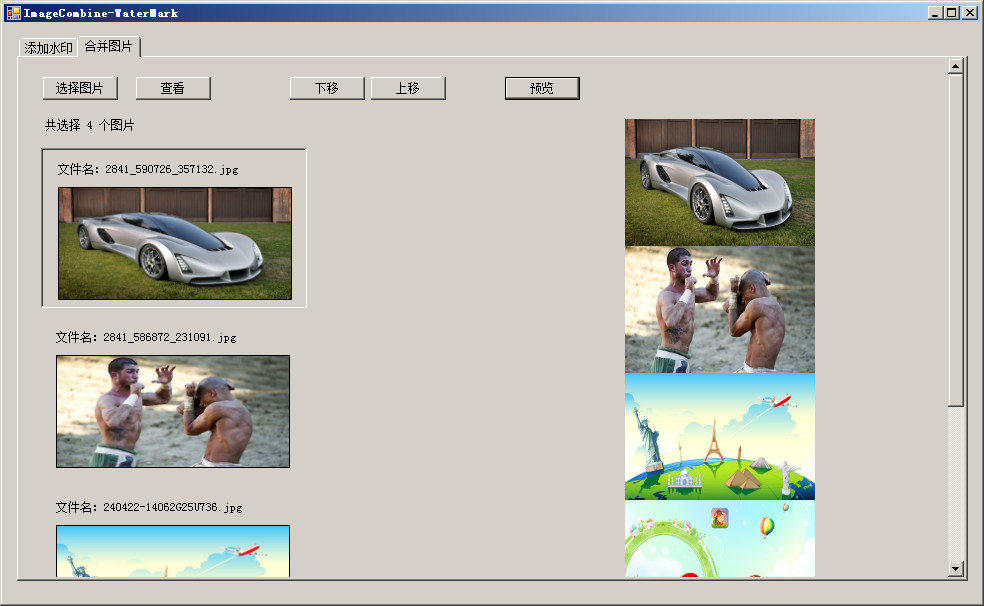 ImageCombine-WaterMark
添加水印 合并图片
选择图片 查看 下移 上移 预览
共选择 4 个图片
文件名: 2841_590726_357132.jpg
文件名: 2841_586872_231091.jpg
文件名: 240422-14062G25U736.jpg